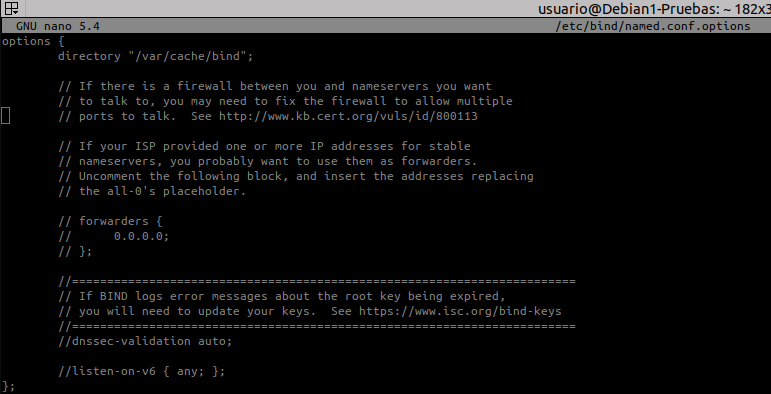 usuario@Debian1-Pruebas: ~ 182x3
GNU nano 5.4 /etc/bind/named.conf.options
options {
        directory "/var/cache/bind";

        // If there is a firewall between you and nameservers you want
        // to talk to, you may need to fix the firewall to allow multiple
        // ports to talk.  See http://www.kb.cert.org/vuls/id/800113

        // If your ISP provided one or more IP addresses for stable
        // nameservers, you probably want to use them as forwarders.
        // Uncomment the following block, and insert the addresses replacing
        // the all-0's placeholder.

        // forwarders {
        //      0.0.0.0;
        // };

        //========================================================================
        // If BIND logs error messages about the root key being expired,
        // you will need to update your keys.  See https://www.isc.org/bind-keys
        //========================================================================
        //dnssec-validation auto;

        //listen-on-v6 { any; };
};